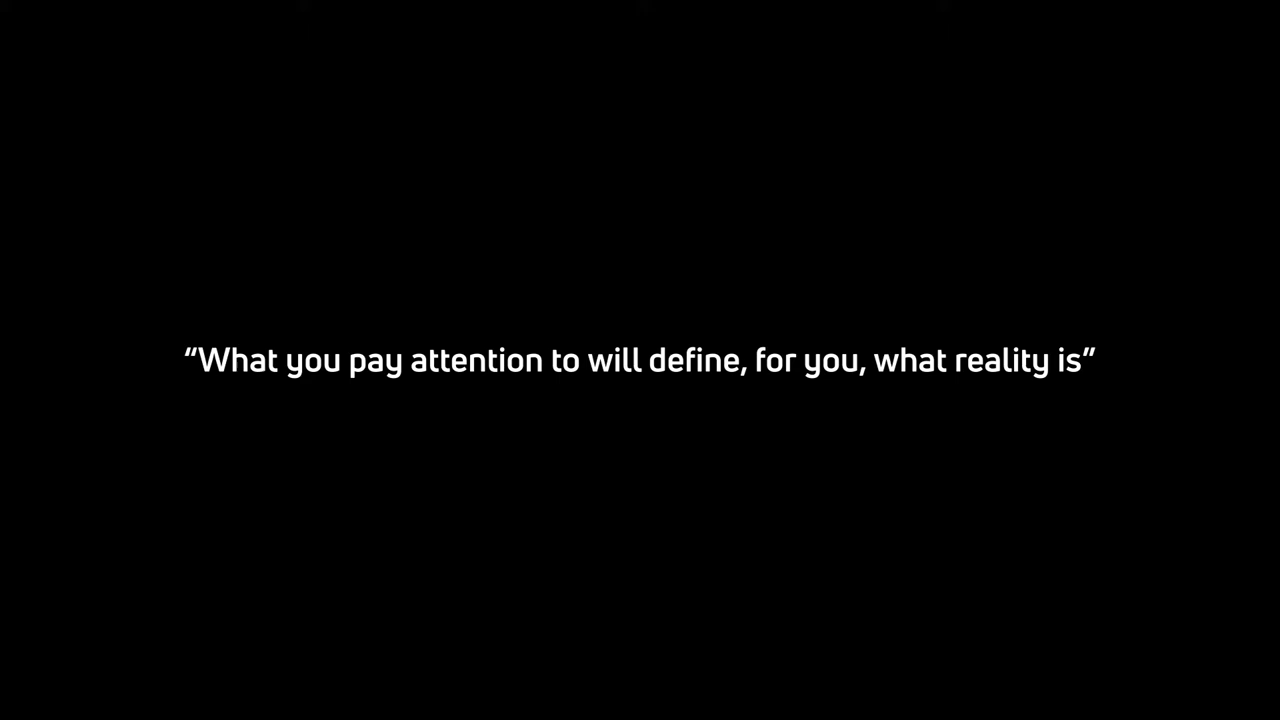 “What you pay attention to will define, for you, what reality is”